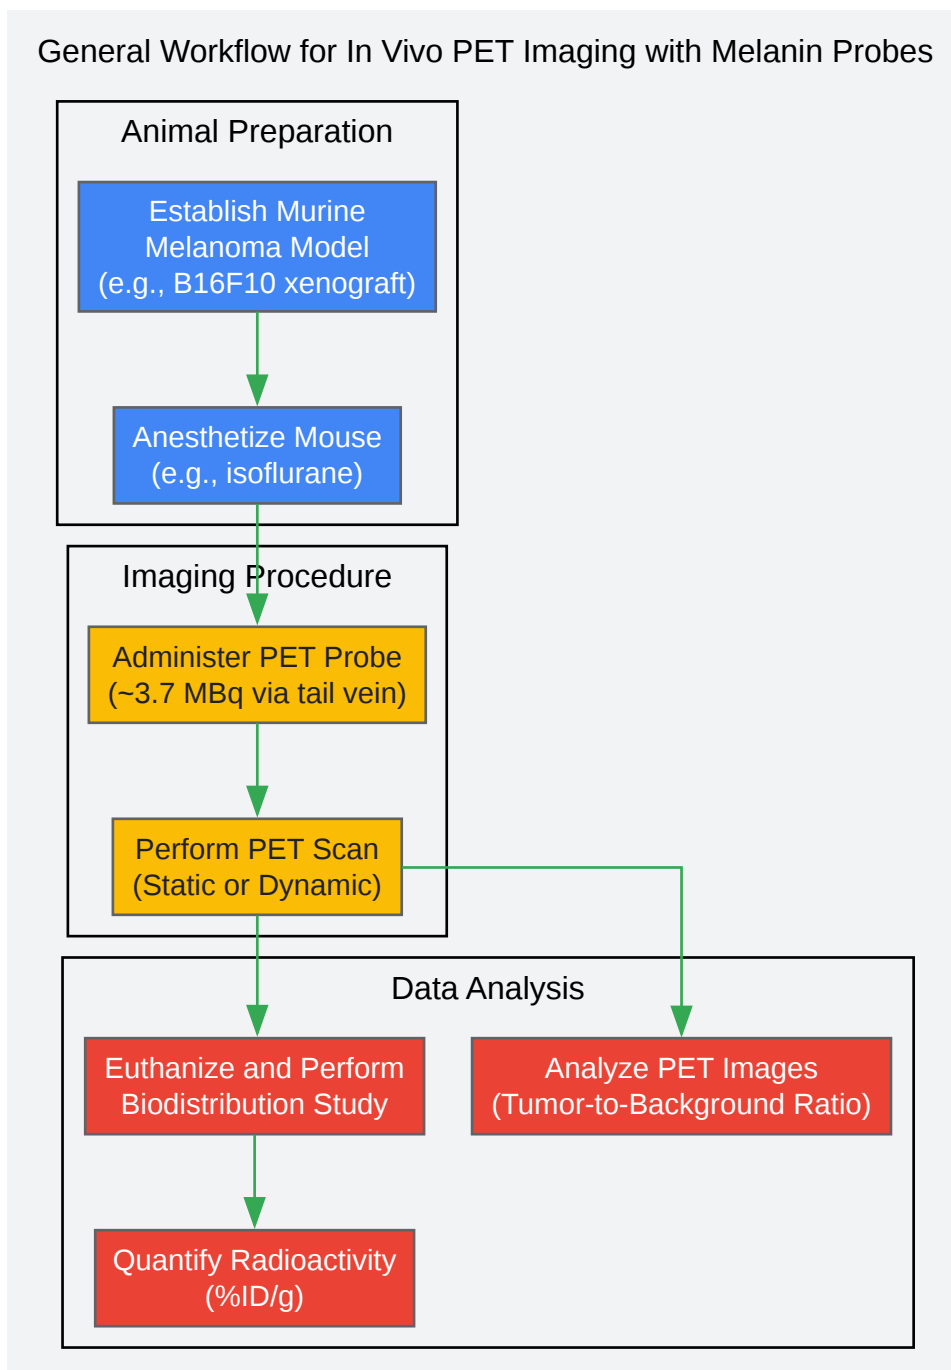 General Workflow for In Vivo PET Imaging with Melanin Probes
Animal Preparation
Establish Murine
Melanoma Model
(e.g., B16F10 xenograft)
Anesthetize Mouse
(e.g., isoflurane)
Imaging Procedure
Administer PET Probe
(~3.7 MBq via tail vein)
Perform PET Scan
(Static or Dynamic)
Data Analysis
Euthanize and Perform
Biodistribution Study
Analyze PET Images
(Tumor-to-Background Ratio)
Quantify Radioactivity
(%ID/g)